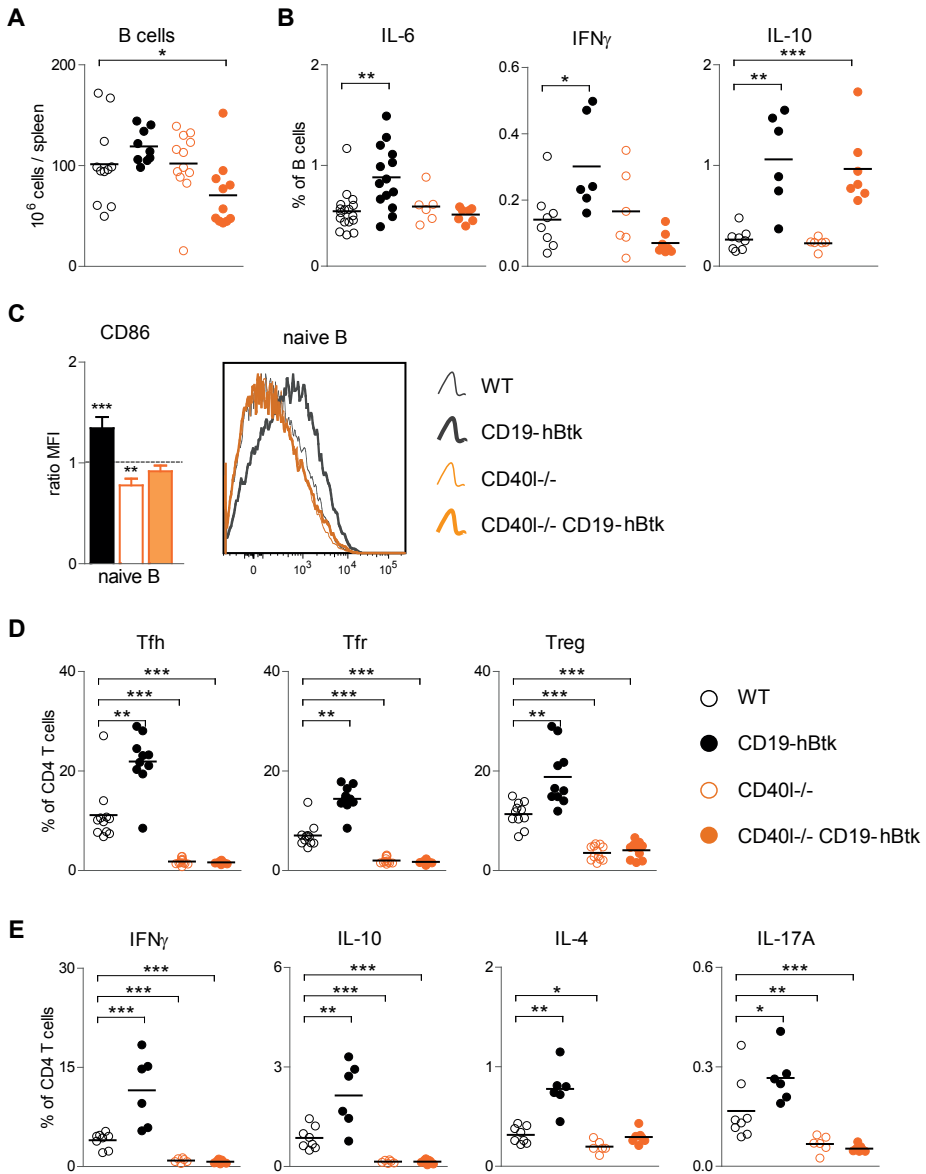 A
B cells
*
200
100
0
10^6 cells / spleen
B
IL-6
**
2
1
0
% of B cells
IFNγ
*
0.6
0.4
0.2
0.0
IL-10
***
**
2
1
0
C
CD86
2
1
0
ratio MFI
***
**
naive B
naive B
0 10^3 10^4 10^5
WT
CD19-hBtk
CD40l-/-
CD40l-/- CD19-hBtk
D
Tfh
***
***
**
40
20
0
% of CD4 T cells
Tfr
***
***
**
40
20
0
Treg
***
***
**
40
20
0
WT
CD19-hBtk
CD40l-/-
CD40l-/- CD19-hBtk
E
IFNγ
***
***
***
30
15
0
% of CD4 T cells
IL-10
***
***
**
6
3
0
IL-4
*
**
2
1
0
IL-17A
***
**
*
0.6
0.3
0.0